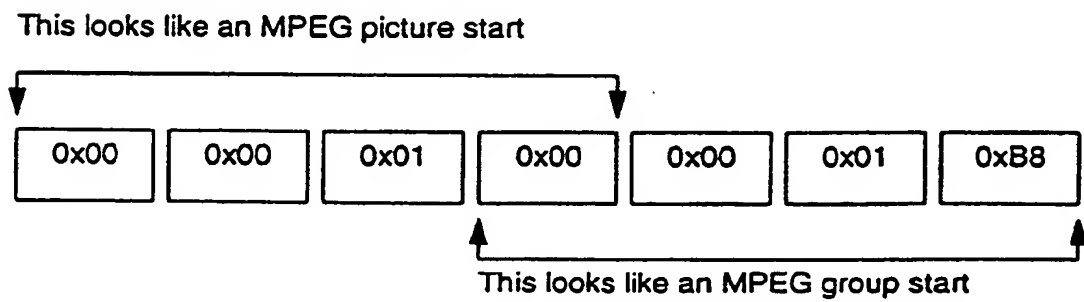 This looks like an MPEG picture start
0x00 0x00 0x01 0x00 0x00 0x01 0xB8
This looks like an MPEG group start